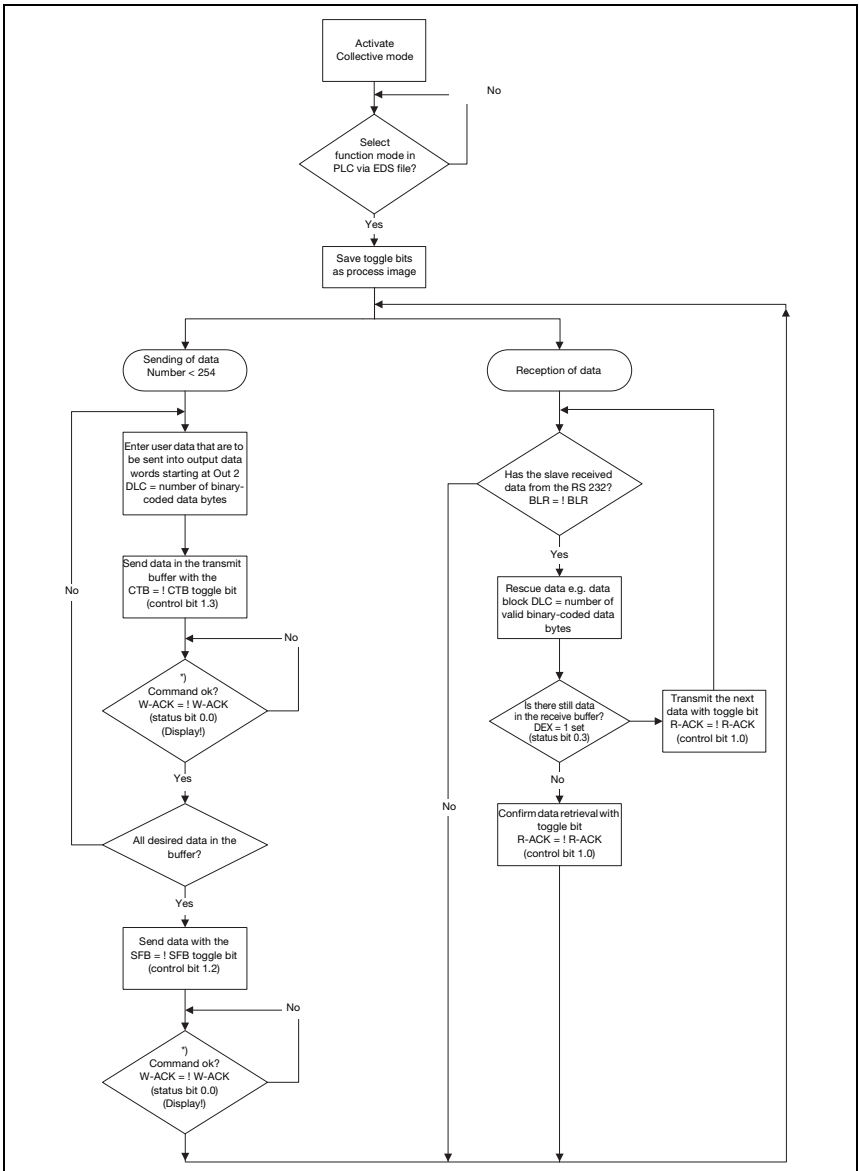 Activate
Collective mode
No
Select
function mode in
PLC via EDS file?
Yes
Save toggle bits
as process image
Sending of data
Number < 254
Enter user data that are to
be sent into output data
words starting at Out 2
DLC = number of binary-
coded data bytes
Send data in the transmit
buffer with the
CTB = ! CTB toggle bit
(control bit 1.3)
No
No
*)
Command ok?
W-ACK = ! W-ACK
(status bit 0.0)
(Display!)
Yes
All desired data in the
buffer?
Yes
Send data with the
SFB = ! SFB toggle bit
(control bit 1.2)
No
*)
Command ok?
W-ACK = ! W-ACK
(status bit 0.0)
(Display!)
Reception of data
Has the slave received
data from the RS 232?
BLR = ! BLR
Yes
Rescue data e.g. data
block DLC = number of
valid binary-coded data
bytes
Is there still data
in the receive buffer?
DEX = 1 set
(status bit 0.3)
Transmit the next
data with toggle bit
R-ACK = ! R-ACK
(control bit 1.0)
No
No
Confirm data retrieval with
toggle bit
R-ACK = ! R-ACK
(control bit 1.0)